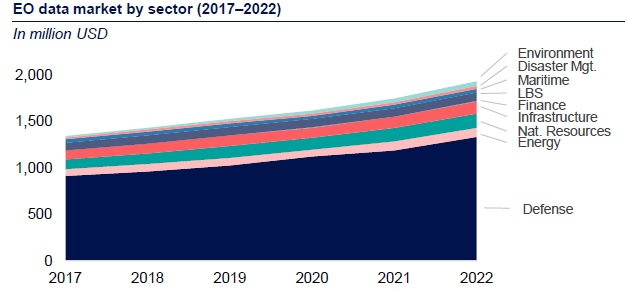 EO data market by sector (2017–2022)
In million USD
2,000
1,500
1,000
500
0
2017 2018 2019 2020 2021 2022
Environment
Disaster Mgt.
Maritime
LBS
Finance
Infrastructure
Nat. Resources
Energy
Defense